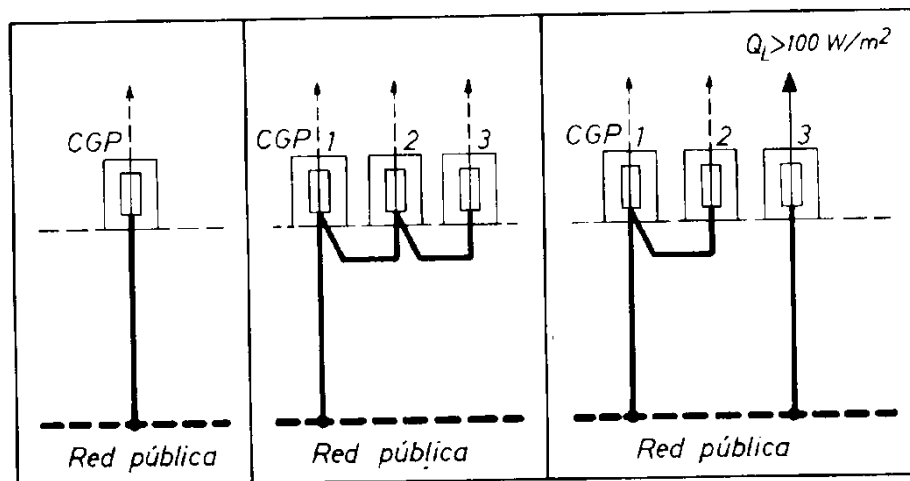 CGP
Red pública
CGP 1 2 3
Red pública
Q_L>100 W/m²
CGP 1 2 3
Red pública